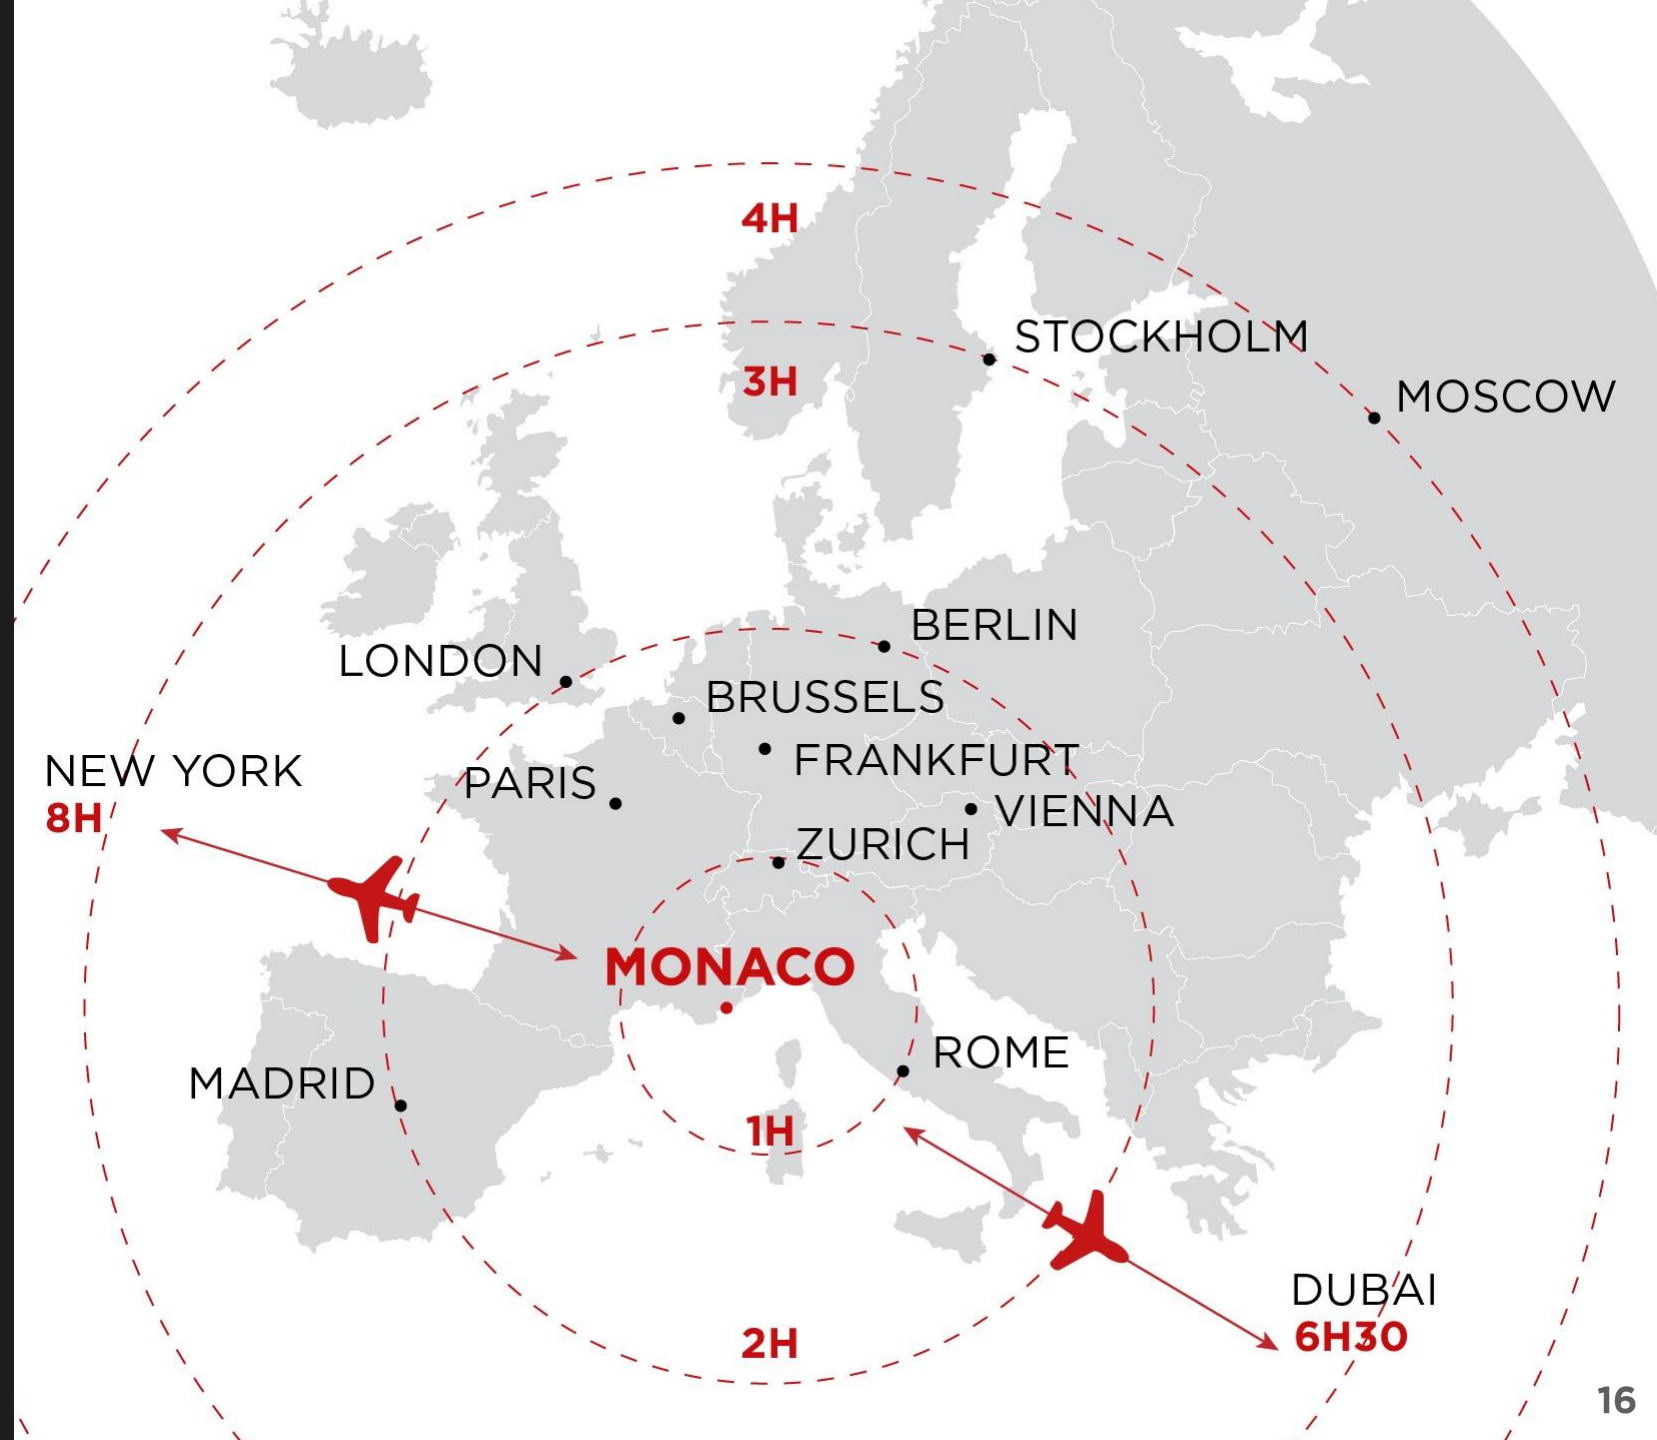 4H
STOCKHOLM
3H
MOSCOW
BERLIN
LONDON
BRUSSELS
FRANKFURT
NEW YORK
8H
PARIS
VIENNA
ZURICH
MONACO
ROME
MADRID
1H
DUBAI
6H30
2H
16